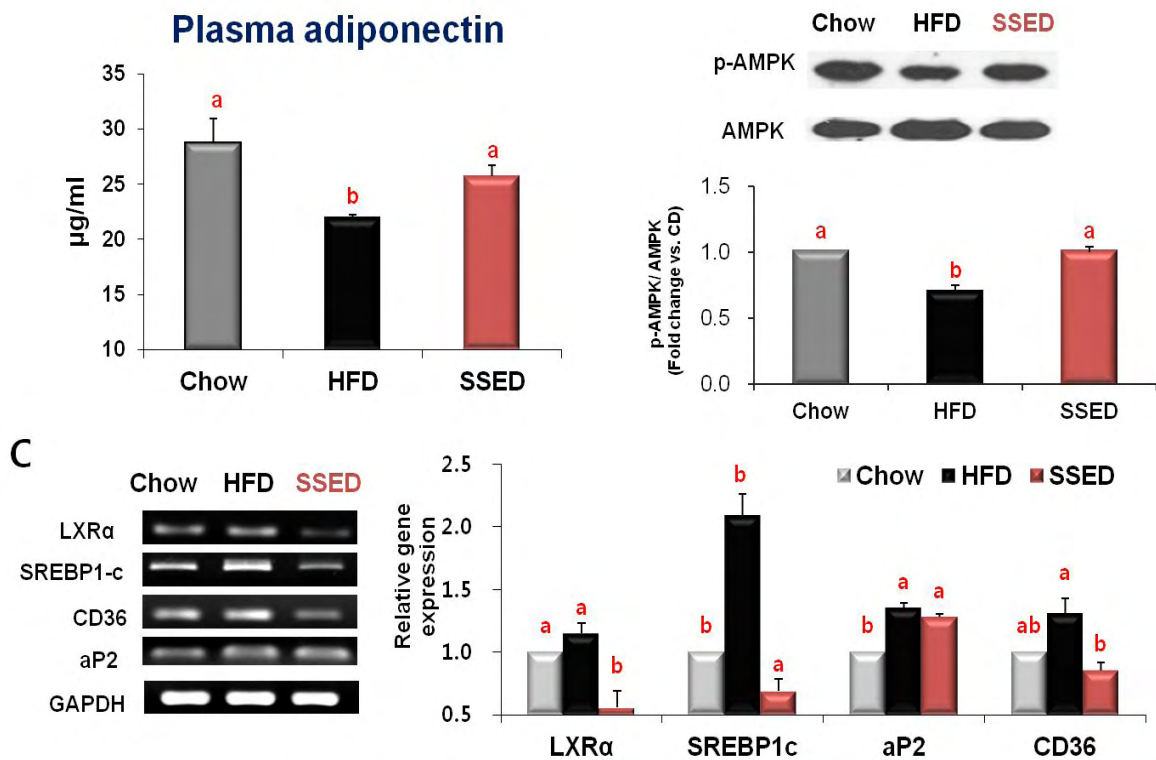 Plasma adiponectin
35
30
25
20
15
10
µg/ml
a
b
a
Chow HFD SSED
Chow HFD SSED
p-AMPK
AMPK
1.5
1.0
0.5
0.0
p-AMPK/ AMPK
(Fold change vs. CD)
a
b
a
Chow HFD SSED
C
Chow HFD SSED
LXRα
SREBP1-c
CD36
aP2
GAPDH
2.5
2.0
1.5
1.0
0.5
Relative gene
expression
Chow HFD SSED
a a b
b b a
b a a
ab a b
LXRα SREBP1c aP2 CD36